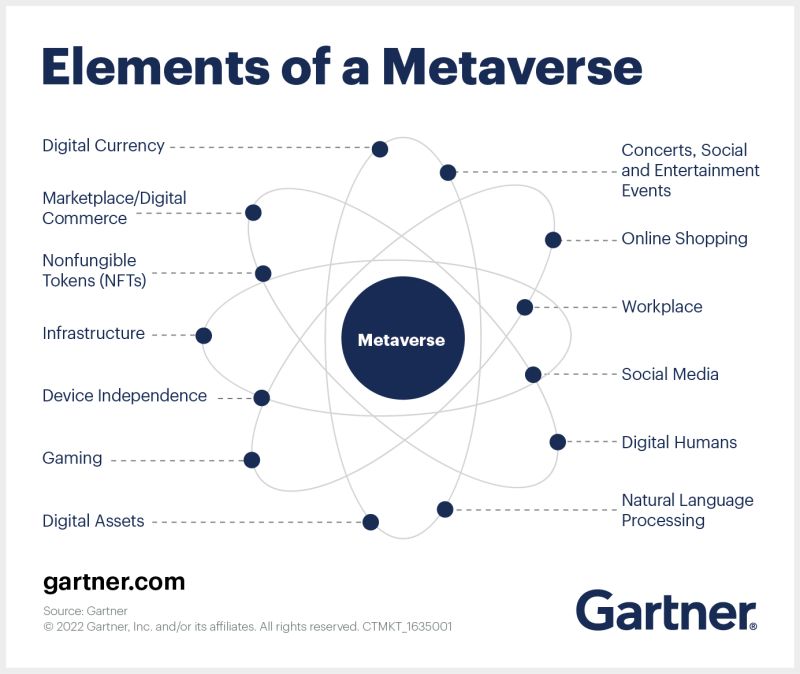 Elements of a Metaverse
Digital Currency
Marketplace/Digital
Commerce
Nonfungible
Tokens (NFTs)
Infrastructure
Device Independence
Gaming
Digital Assets
Metaverse
Concerts, Social
and Entertainment
Events
Online Shopping
Workplace
Social Media
Digital Humans
Natural Language
Processing
gartner.com
Source: Gartner
© 2022 Gartner, Inc. and/or its affiliates. All rights reserved. CTMKT_1635001
Gartner®